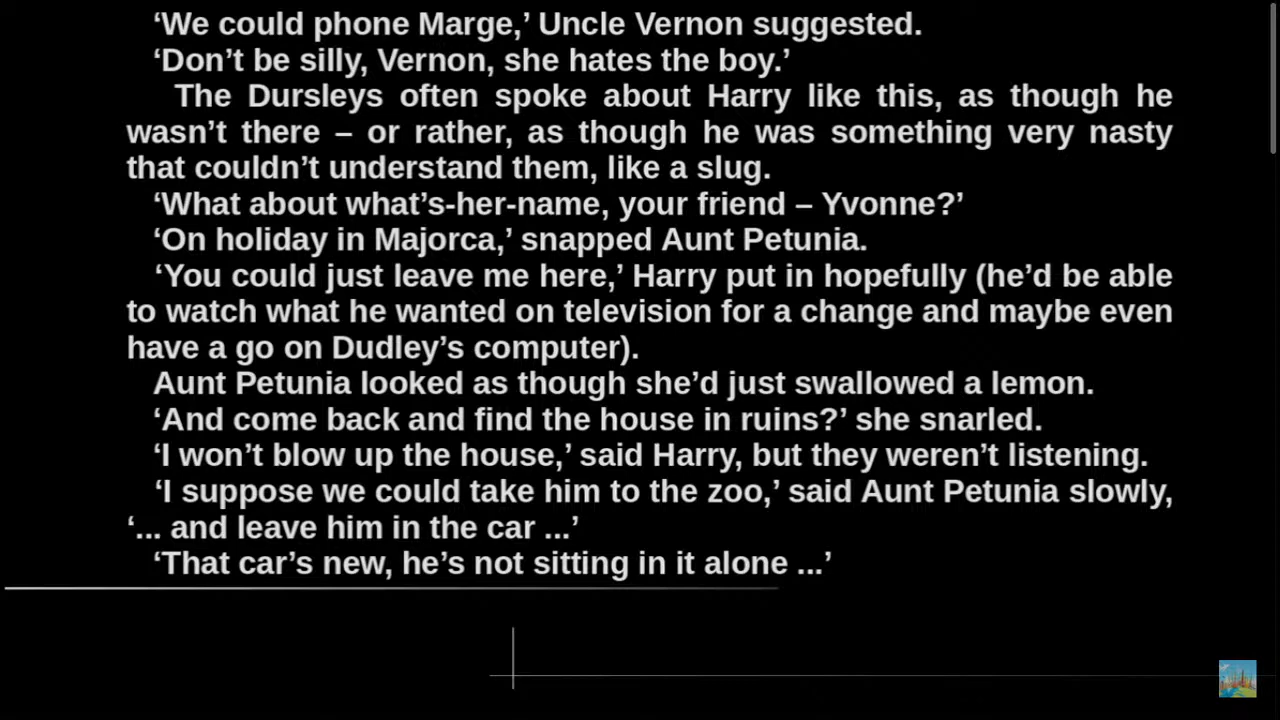 ‘We could phone Marge,’ Uncle Vernon suggested.
‘Don’t be silly, Vernon, she hates the boy.’
The Dursleys often spoke about Harry like this, as though he
wasn’t there – or rather, as though he was something very nasty
that couldn’t understand them, like a slug.
‘What about what’s-her-name, your friend – Yvonne?’
‘On holiday in Majorca,’ snapped Aunt Petunia.
‘You could just leave me here,’ Harry put in hopefully (he’d be able
to watch what he wanted on television for a change and maybe even
have a go on Dudley’s computer).
Aunt Petunia looked as though she’d just swallowed a lemon.
‘And come back and find the house in ruins?’ she snarled.
‘I won’t blow up the house,’ said Harry, but they weren’t listening.
‘I suppose we could take him to the zoo,’ said Aunt Petunia slowly,
‘... and leave him in the car ...’
‘That car’s new, he’s not sitting in it alone ...’